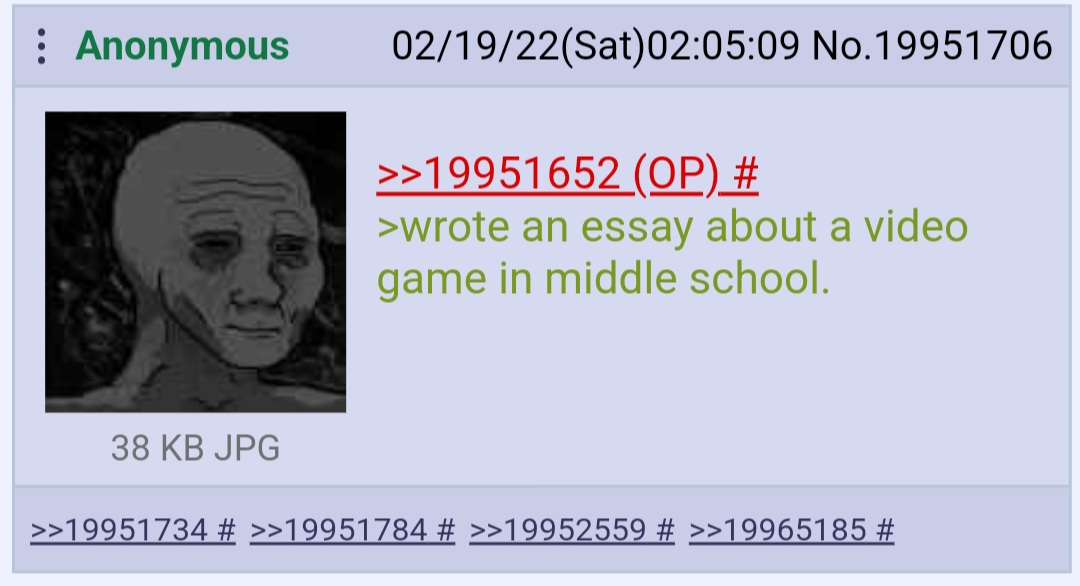 Anonymous 02/19/22(Sat)02:05:09 No.19951706
>>19951652 (OP) #
>wrote an essay about a video
game in middle school.
38 KB JPG
>>19951734 # >>19951784 # >>19952559 # >>19965185 #